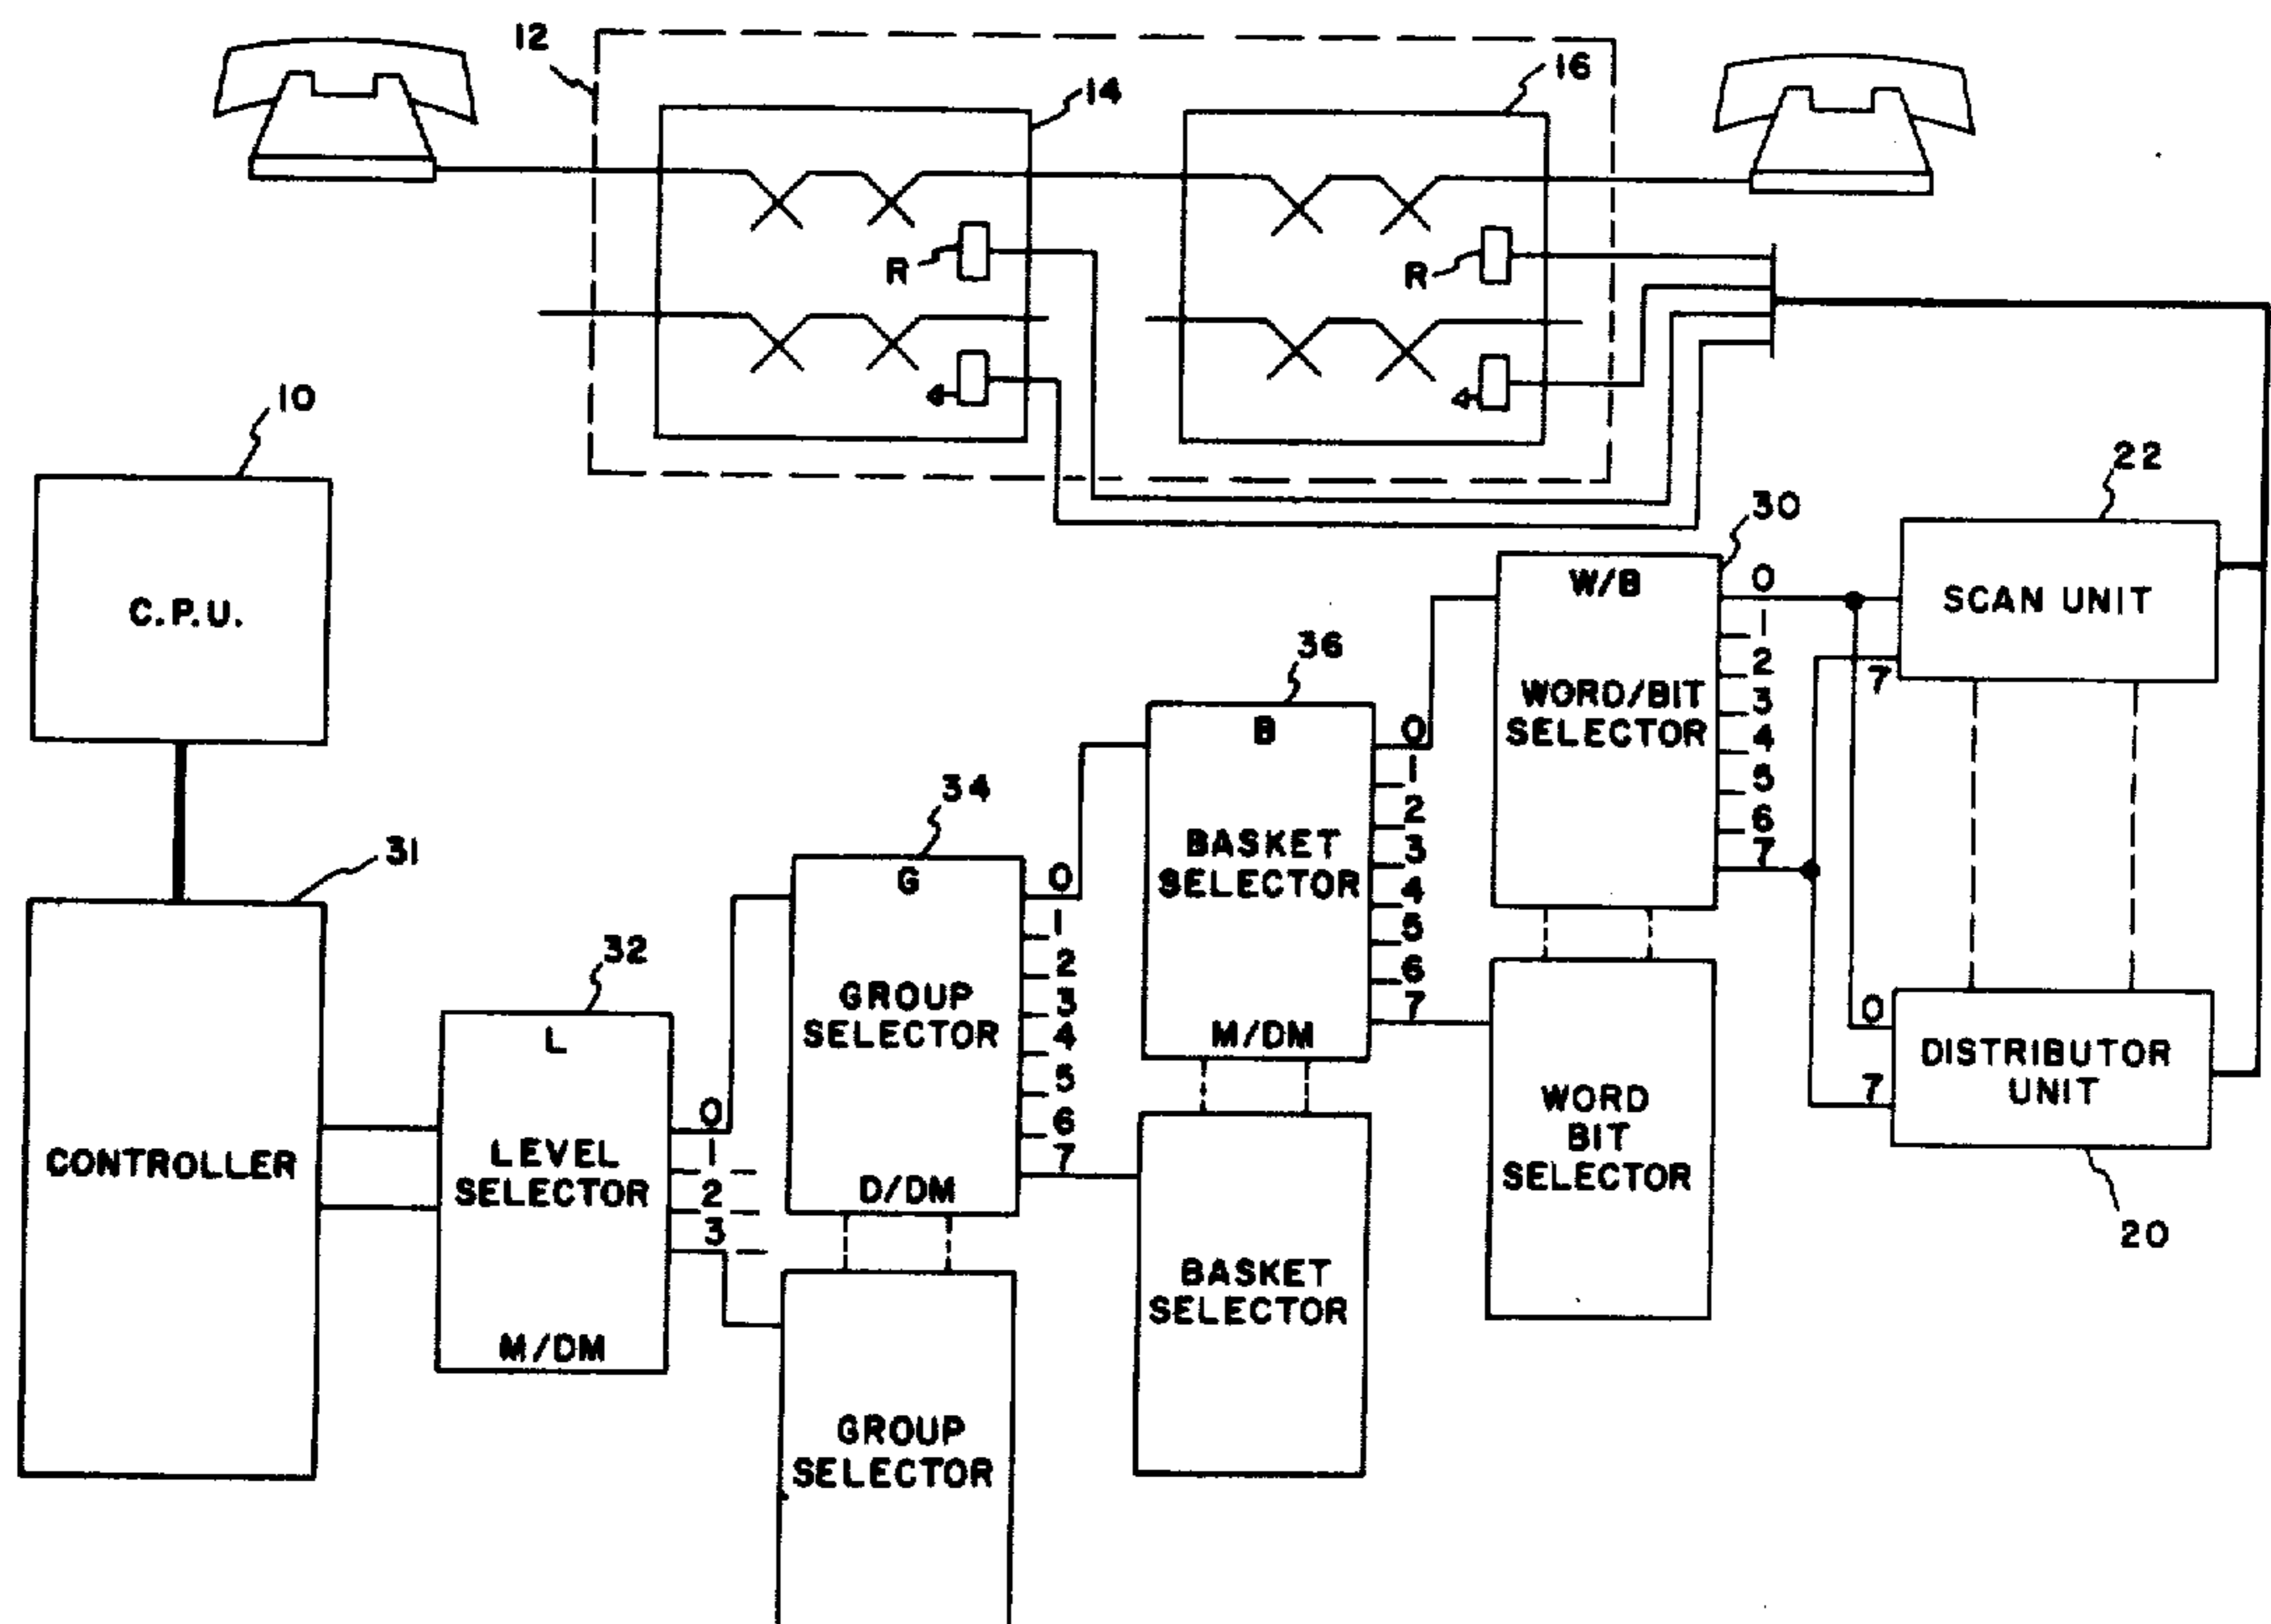 12
14
16
R
R
4
4
10
C.P.U.
22
SCAN UNIT
7
30
W/B
WORD/BIT
SELECTOR
0
1
2
3
4
5
6
7
36
B
BASKET
SELECTOR
M/DM
0
1
2
3
4
5
6
7
34
G
GROUP
SELECTOR
D/DM
0
1
2
3
4
5
6
7
31
CONTROLLER
32
L
LEVEL
SELECTOR
M/DM
0
1
2
3
0
7
DISTRIBUTOR
UNIT
20
WORD
BIT
SELECTOR
BASKET
SELECTOR
GROUP
SELECTOR